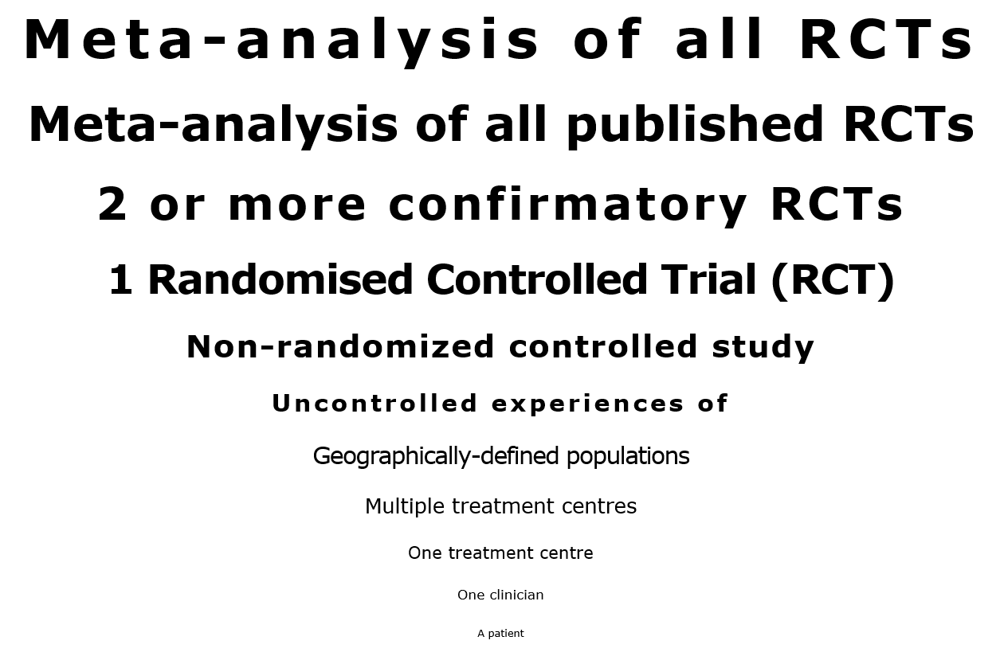 Meta-analysis of all RCTs
Meta-analysis of all published RCTs
2 or more confirmatory RCTs
1 Randomised Controlled Trial (RCT)
Non-randomized controlled study
Uncontrolled experiences of
Geographically-defined populations
Multiple treatment centres
One treatment centre
One clinician
A patient